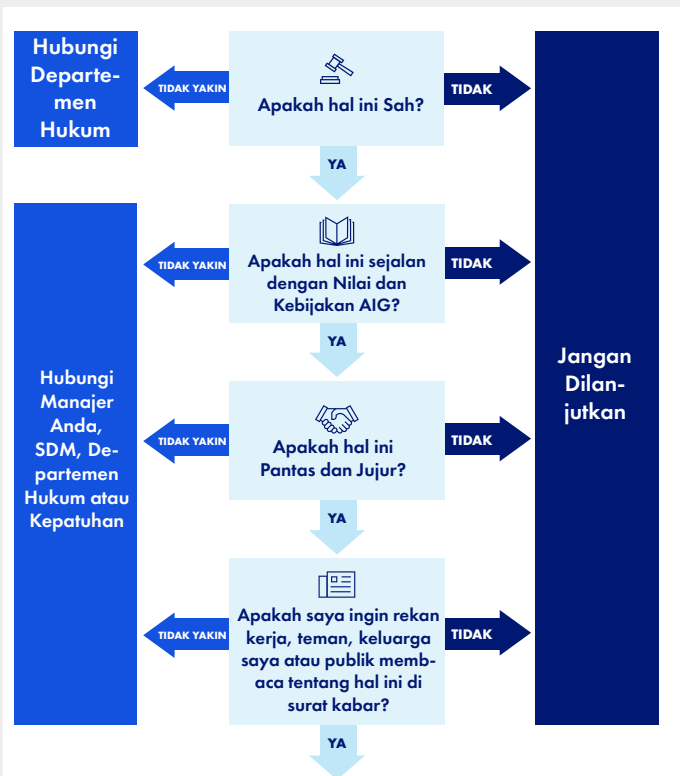 Hubungi
Departe-
men
Hukum
TIDAK YAKIN
Apakah hal ini Sah?
TIDAK
YA
TIDAK YAKIN
Apakah hal ini sejalan
dengan Nilai dan
Kebijakan AIG?
TIDAK
YA
Hubungi
Manajer
Anda,
SDM, De-
partemen
Hukum atau
Kepatuhan
TIDAK YAKIN
Apakah hal ini
Pantas dan Jujur?
TIDAK
Jangan
Dilan-
jutkan
YA
TIDAK YAKIN
Apakah saya ingin rekan
kerja, teman, keluarga
saya atau publik memb-
aca tentang hal ini di
surat kabar?
TIDAK
YA